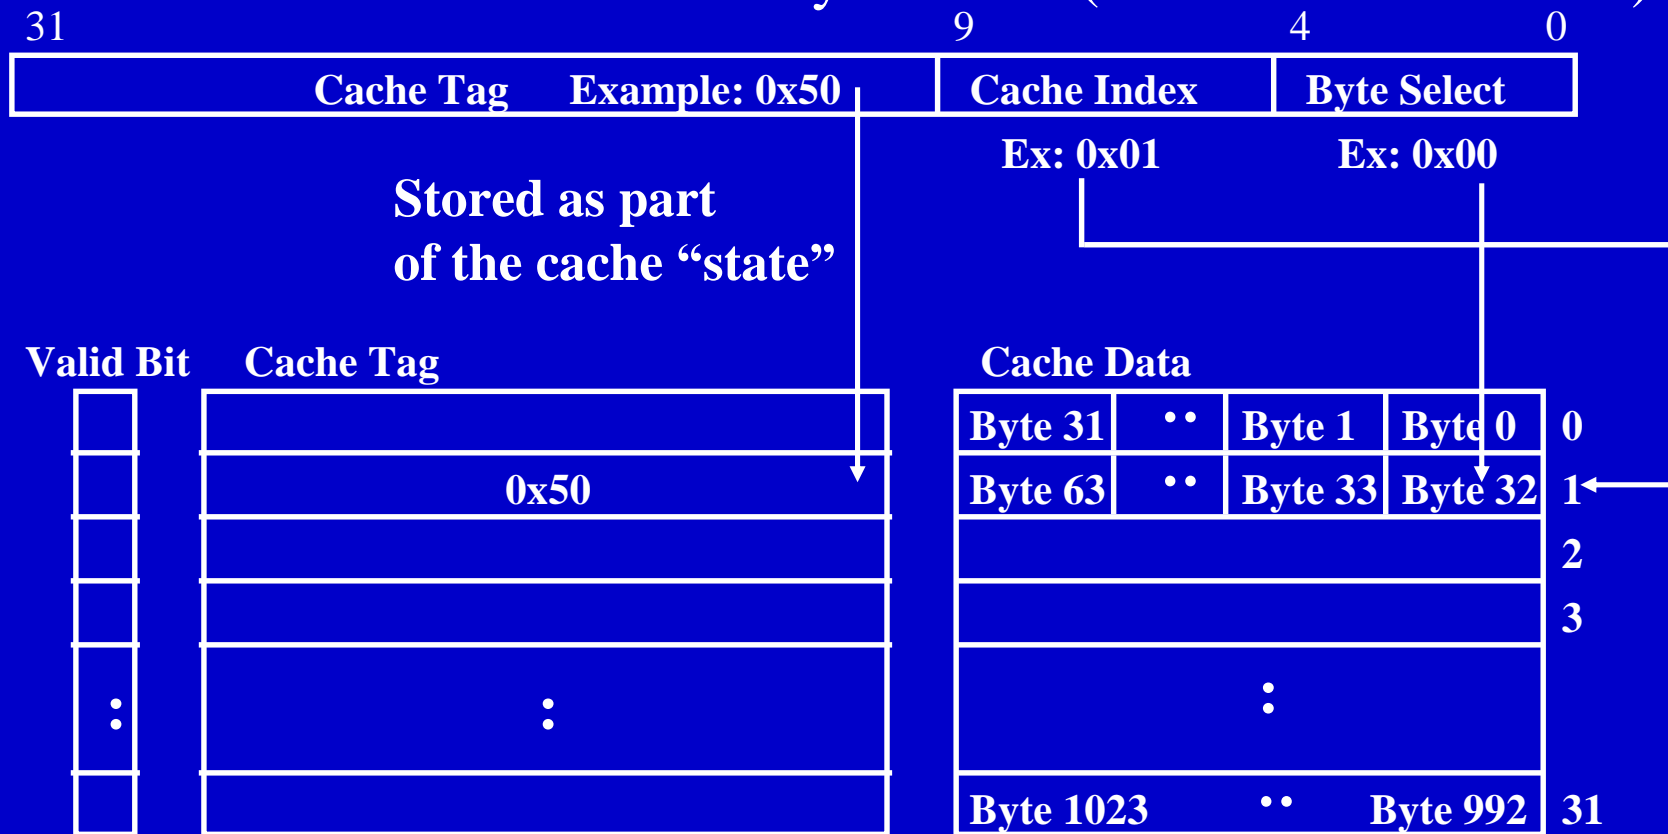 31 9 4 0
Cache Tag Example: 0x50 Cache Index Byte Select
Ex: 0x01 Ex: 0x00
Stored as part
of the cache “state”
Valid Bit Cache Tag Cache Data
Byte 31 •• Byte 1 Byte 0 0
0x50 Byte 63 •• Byte 33 Byte 32 1
2
3
: : :
Byte 1023 •• Byte 992 31